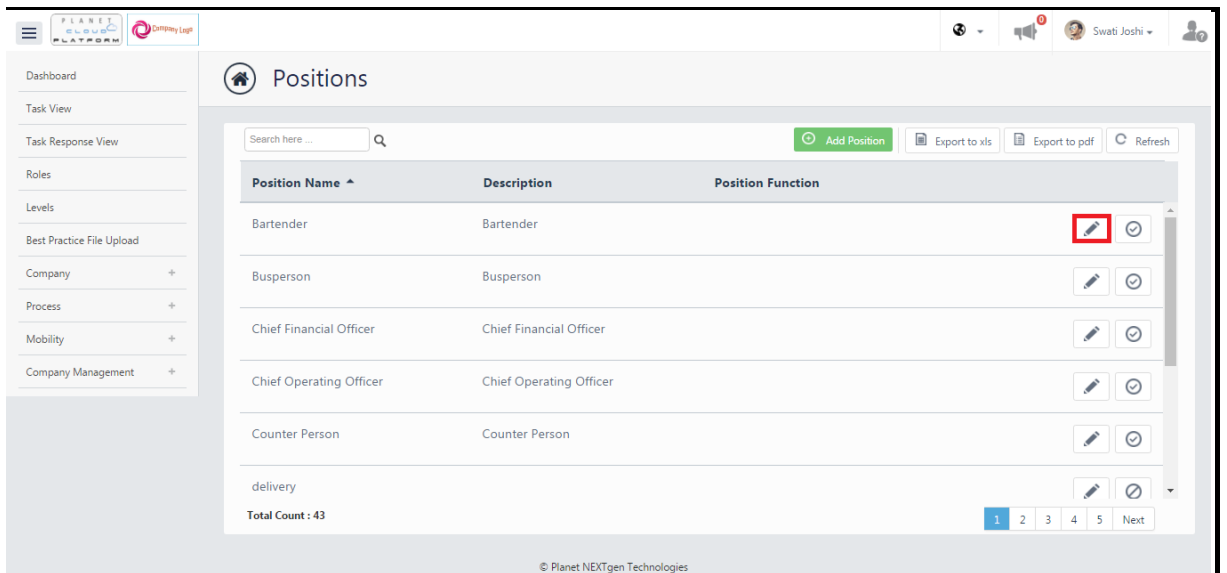 PLANET
CLOUD
PLATFORM
Company Logo
0
Swati Joshi
Dashboard
Task View
Task Response View
Roles
Levels
Best Practice File Upload
Company +
Process +
Mobility +
Company Management +
Positions
Search here ...
Add Position
Export to xls
Export to pdf
Refresh
Position Name Description Position Function
Bartender Bartender
Busperson Busperson
Chief Financial Officer Chief Financial Officer
Chief Operating Officer Chief Operating Officer
Counter Person Counter Person
delivery
Total Count : 43
1 2 3 4 5 Next
© Planet NEXTgen Technologies